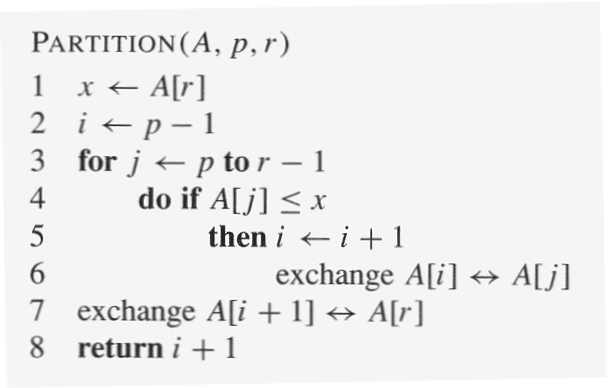 PARTITION(A, p, r)
1 x ← A[r]
2 i ← p − 1
3 for j ← p to r − 1
4 do if A[j] ≤ x
5 then i ← i + 1
6 exchange A[i] ↔ A[j]
7 exchange A[i + 1] ↔ A[r]
8 return i + 1